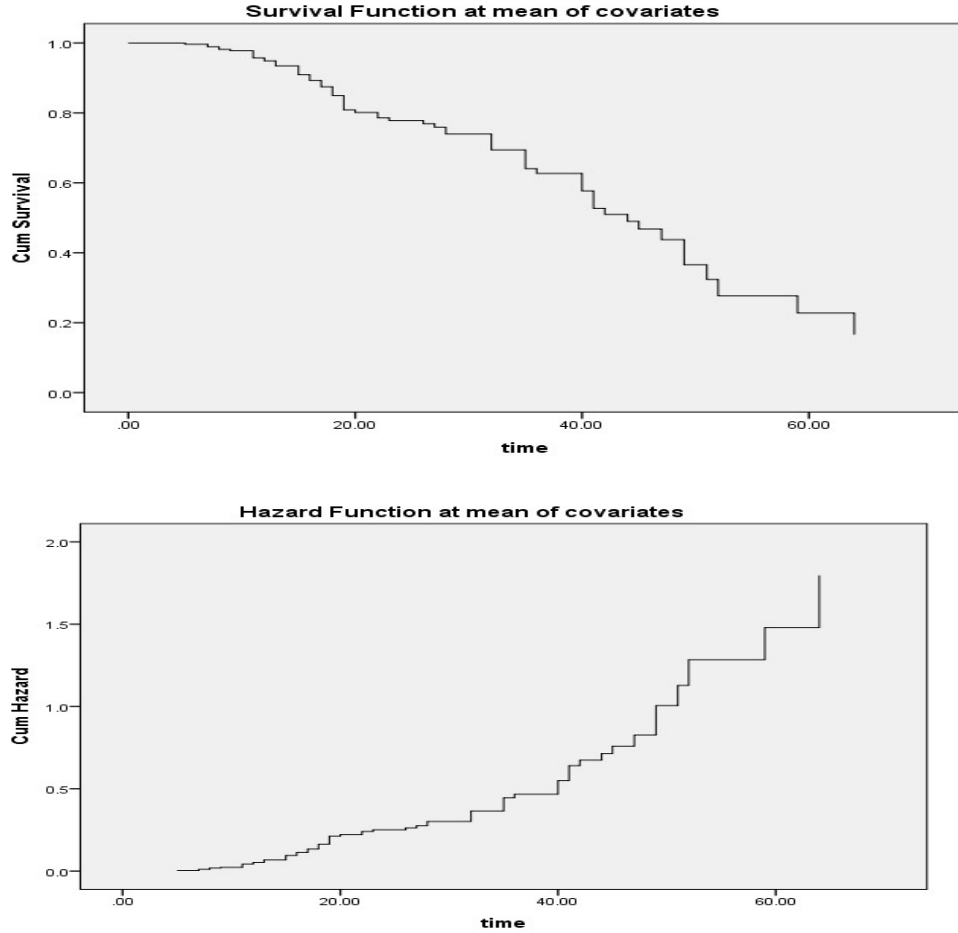 Survival Function at mean of covariates
1.0
0.8
0.6
0.4
0.2
0.0
Cum Survival
.00 20.00 40.00 60.00
time
Hazard Function at mean of covariates
2.0
1.5
1.0
0.5
0.0
Cum Hazard
.00 20.00 40.00 60.00
time